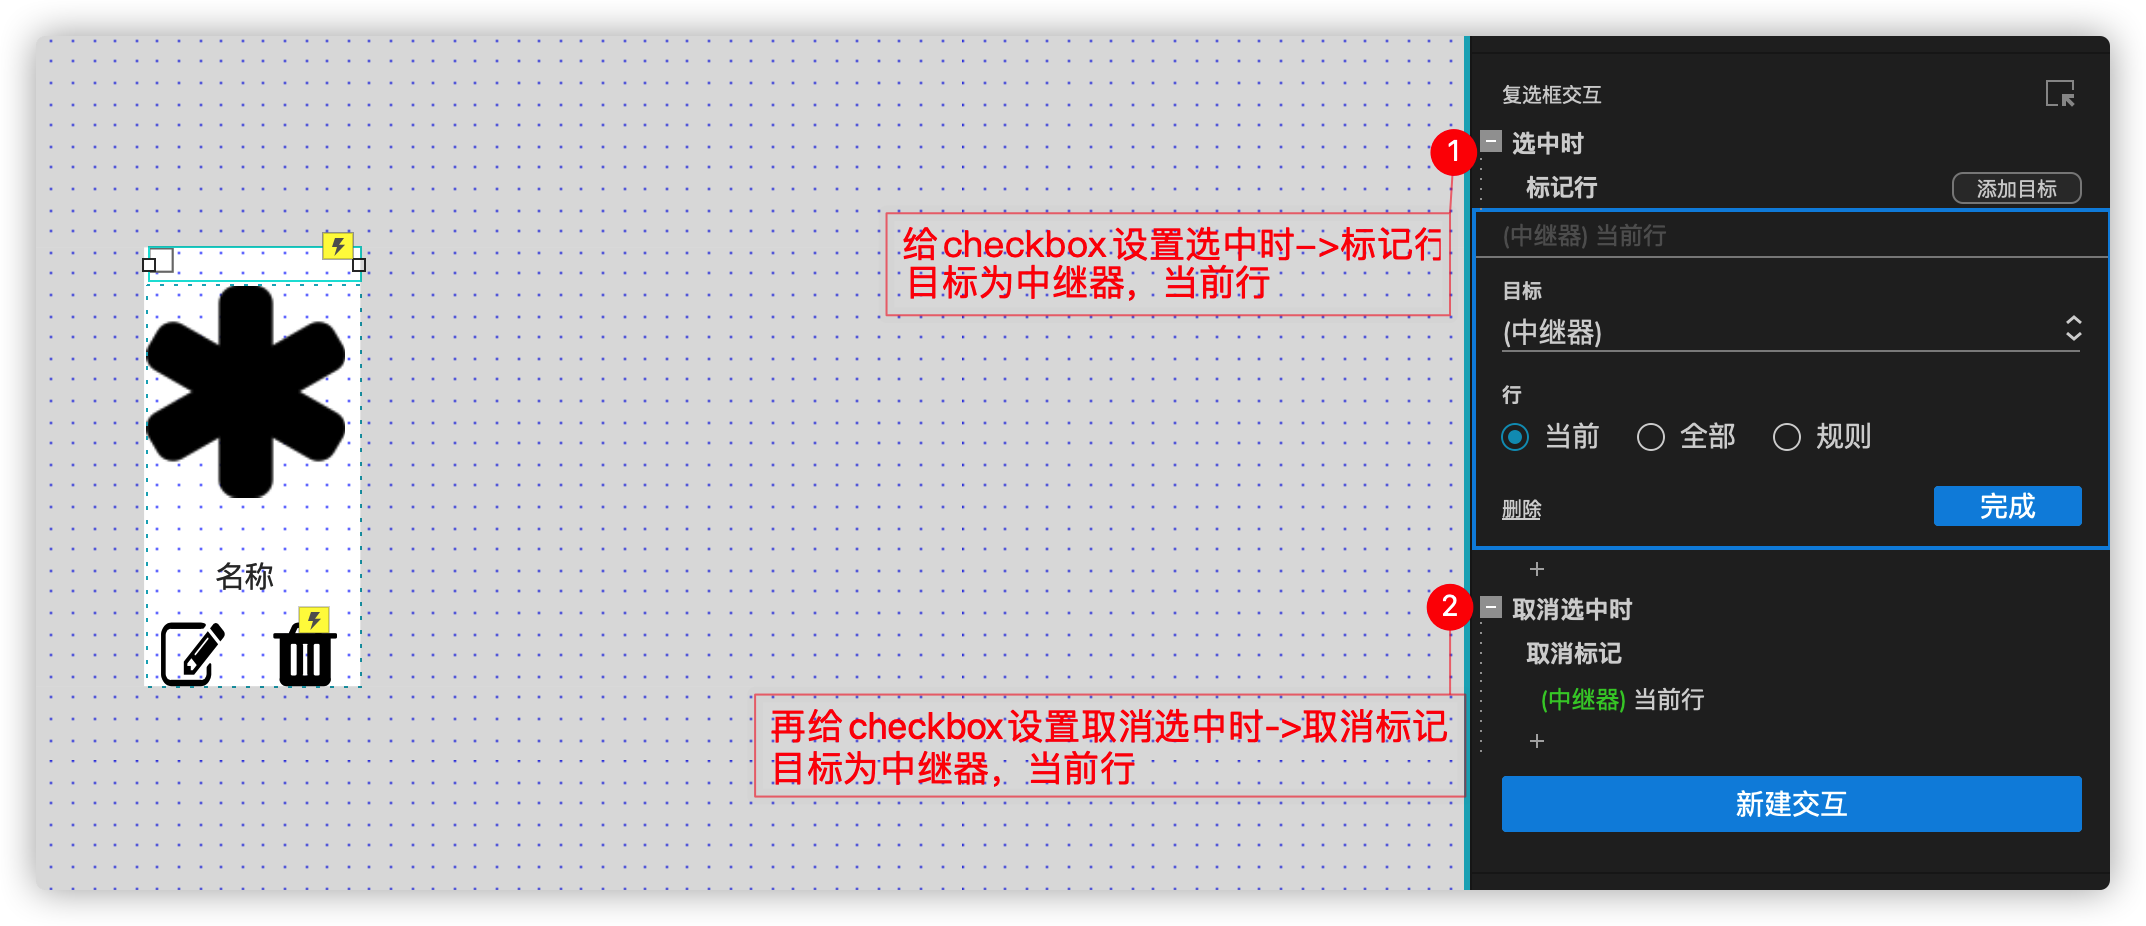 复选框交互
1
选中时
标记行
添加目标
给checkbox设置选中时->标记行
目标为中继器，当前行
(中继器) 当前行
目标
(中继器)
行
当前
全部
规则
删除
完成
+
名称
2
取消选中时
取消标记
(中继器) 当前行
再给checkbox设置取消选中时->取消标记
目标为中继器，当前行
+
新建交互